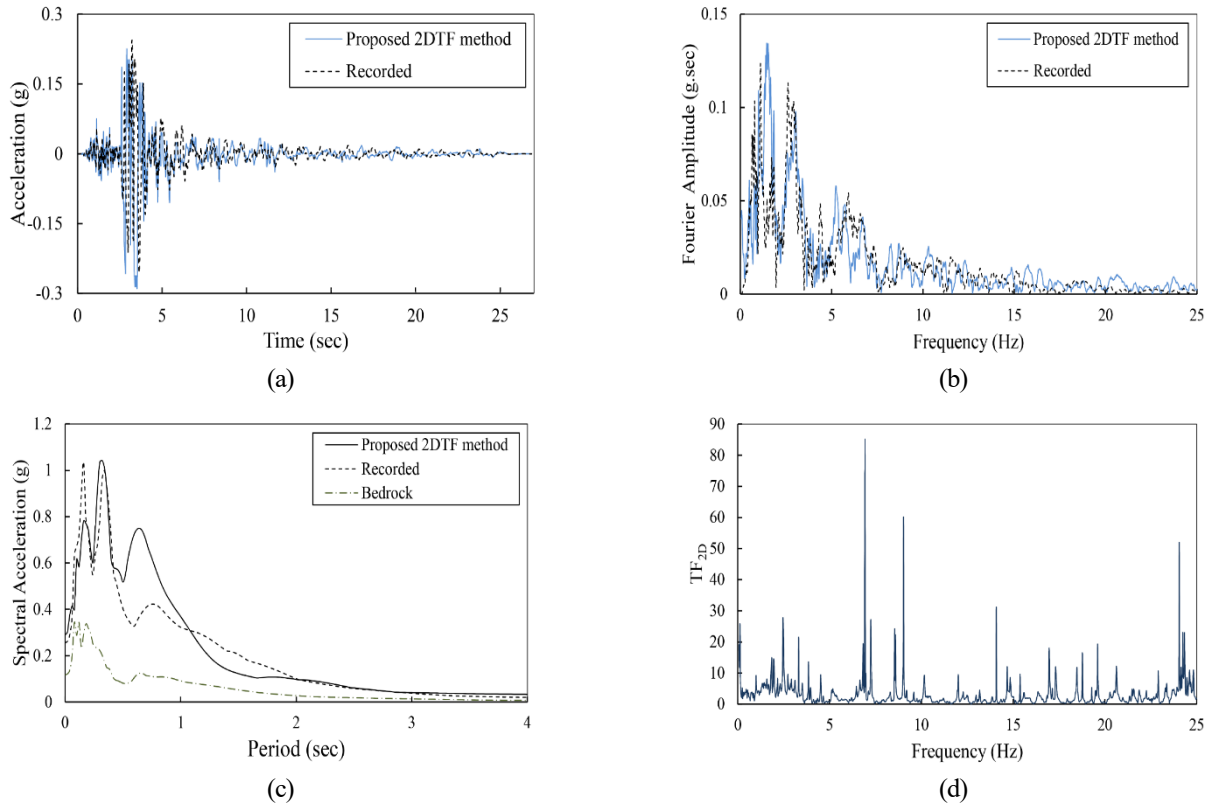 0.3
0.15
0
-0.15
-0.3
Acceleration (g)
Proposed 2DTF method
Recorded
0 5 10 15 20 25
Time (sec)
(a)
0.15
0.1
0.05
0
Fourier Amplitude (g.sec)
Proposed 2DTF method
Recorded
0 5 10 15 20 25
Frequency (Hz)
(b)
1.2
1
0.8
0.6
0.4
0.2
0
Spectral Acceleration (g)
Proposed 2DTF method
Recorded
Bedrock
0 1 2 3 4
Period (sec)
(c)
90
80
70
60
50
40
30
20
10
0
TF2D
0 5 10 15 20 25
Frequency (Hz)
(d)